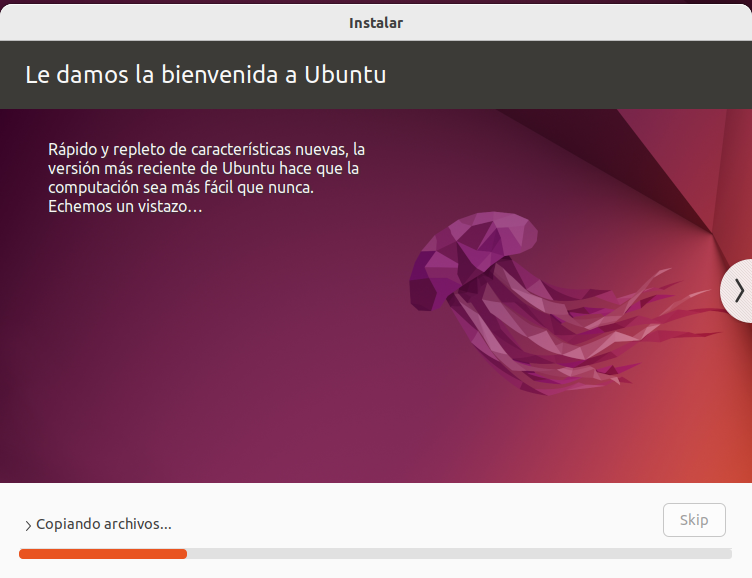 Instalar
Le damos la bienvenida a Ubuntu
Rápido y repleto de características nuevas, la
versión más reciente de Ubuntu hace que la
computación sea más fácil que nunca.
Echemos un vistazo...
Copiando archivos...
Skip